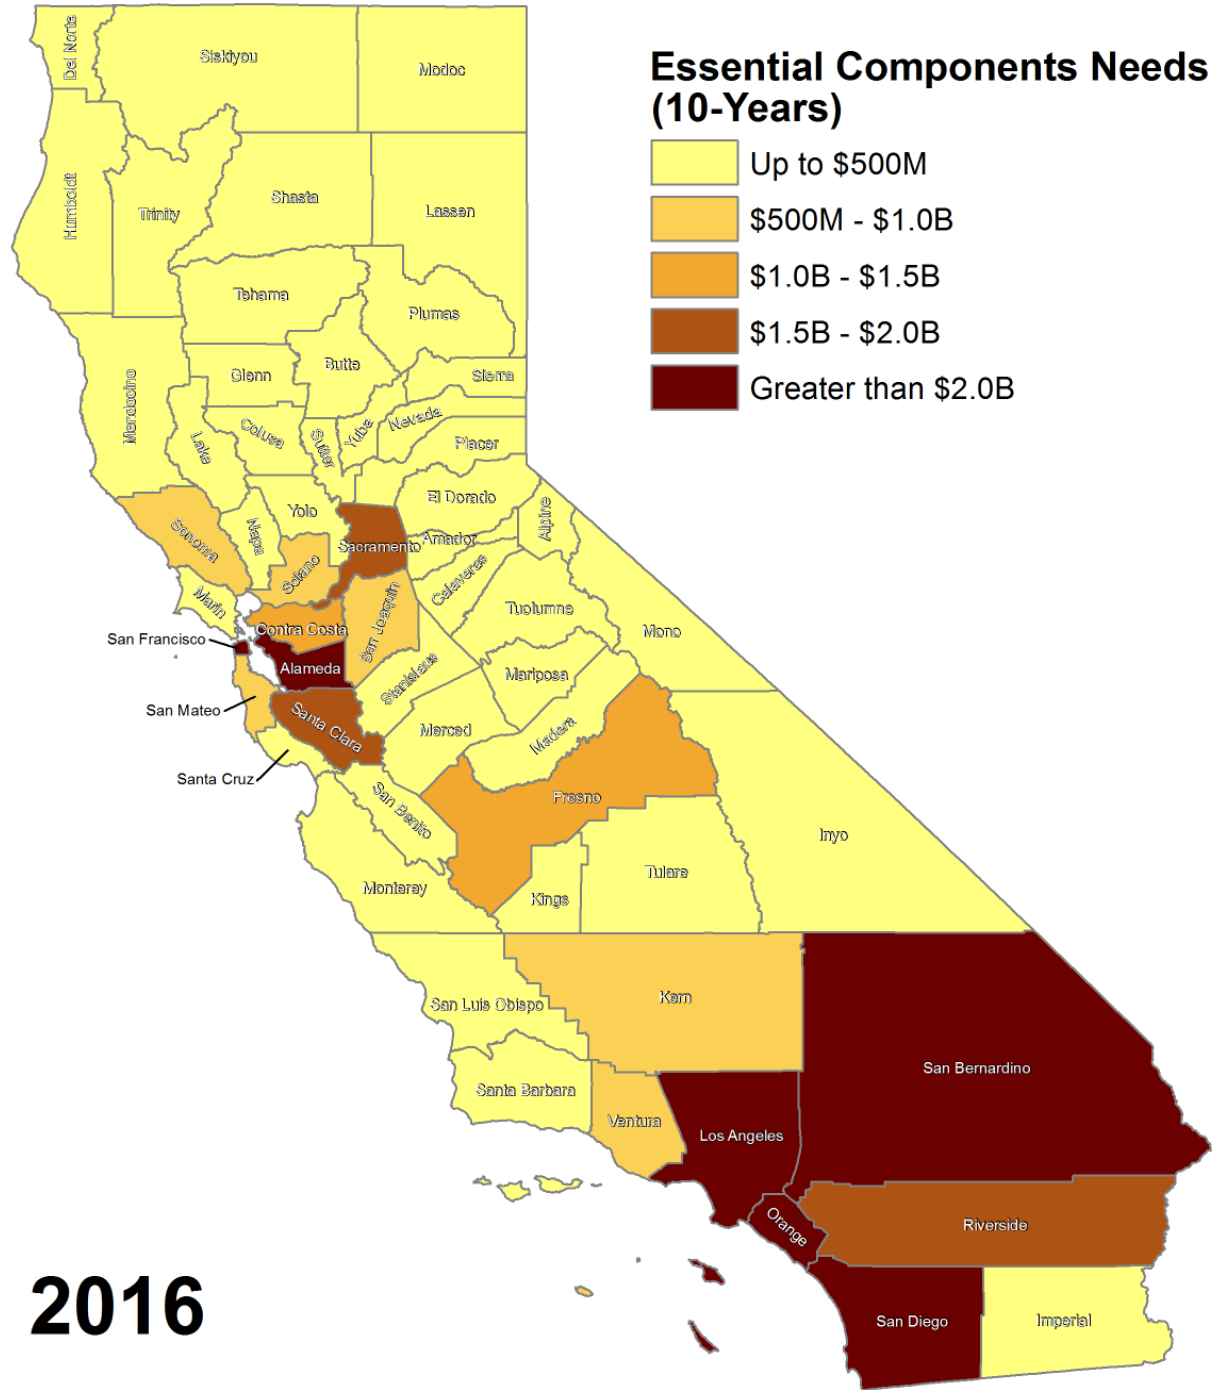 Essential Components Needs
(10-Years)
Up to $500M
$500M - $1.0B
$1.0B - $1.5B
$1.5B - $2.0B
Greater than $2.0B
Del Norte
Siskiyou
Modoc
Humboldt
Trinity
Shasta
Lassen
Tehama
Plumas
Mendocino
Glenn
Butte
Sierra
Lake
Colusa
Sutter
Yuba
Nevada
Placer
Sonoma
Napa
Yolo
El Dorado
Alpine
Sacramento
Amador
Solano
Calaveras
Marin
San Joaquin
Tuolumne
Mono
Contra Costa
San Francisco
Alameda
Stanislaus
Mariposa
San Mateo
Santa Clara
Merced
Madera
Santa Cruz
San Benito
Fresno
Inyo
Monterey
Kings
Tulare
San Luis Obispo
Kern
San Bernardino
Santa Barbara
Ventura
Los Angeles
Orange
Riverside
San Diego
Imperial
2016